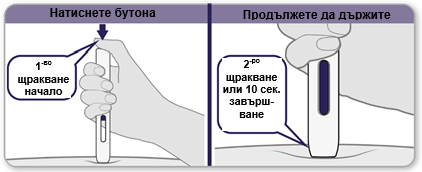 Натиснете бутона
1-во
щракване
начало
Продължете да държите
2-ро
щракване
или 10 сек.
завърш-
ване